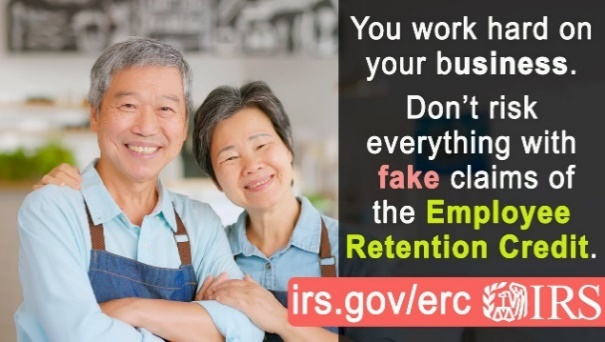 You work hard on
your business.
Don't risk
everything with
fake claims of
the Employee
Retention Credit.
irs.gov/erc IRS